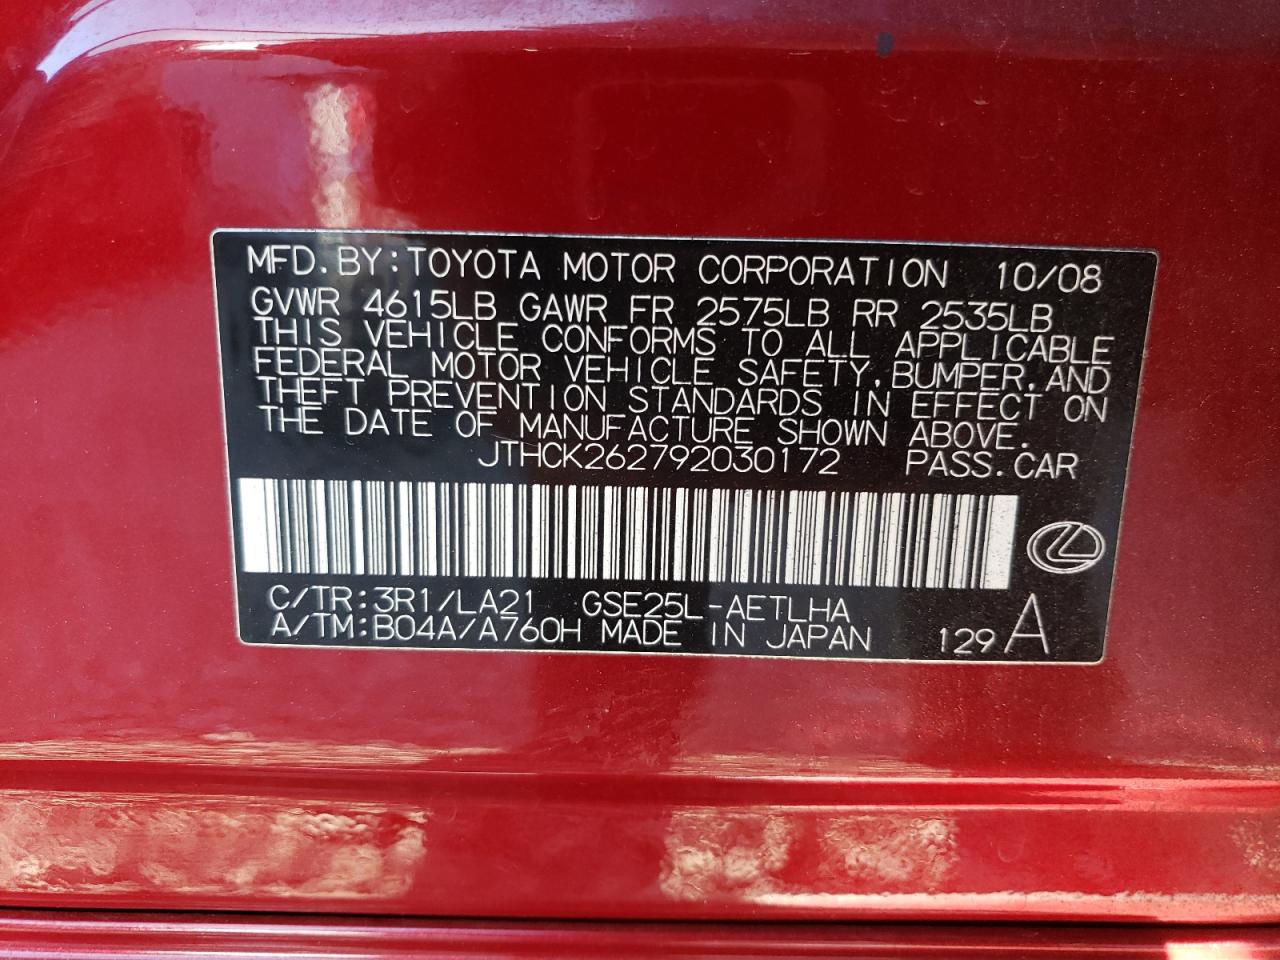 MFD.BY:TOYOTA MOTOR CORPORATION 10/08
GVWR 4615LB GAWR FR 2575LB RR 2535LB
THIS VEHICLE CONFORMS TO ALL APPLICABLE
FEDERAL MOTOR VEHICLE SAFETY,BUMPER,AND
THEFT PREVENTION STANDARDS IN EFFECT ON
THE DATE OF MANUFACTURE SHOWN ABOVE.
JTHCK262792030172 PASS.CAR
C/TR:3R1/LA21 GSE25L-AETLHA
A/TM:B04A/A760H MADE IN JAPAN 129 A